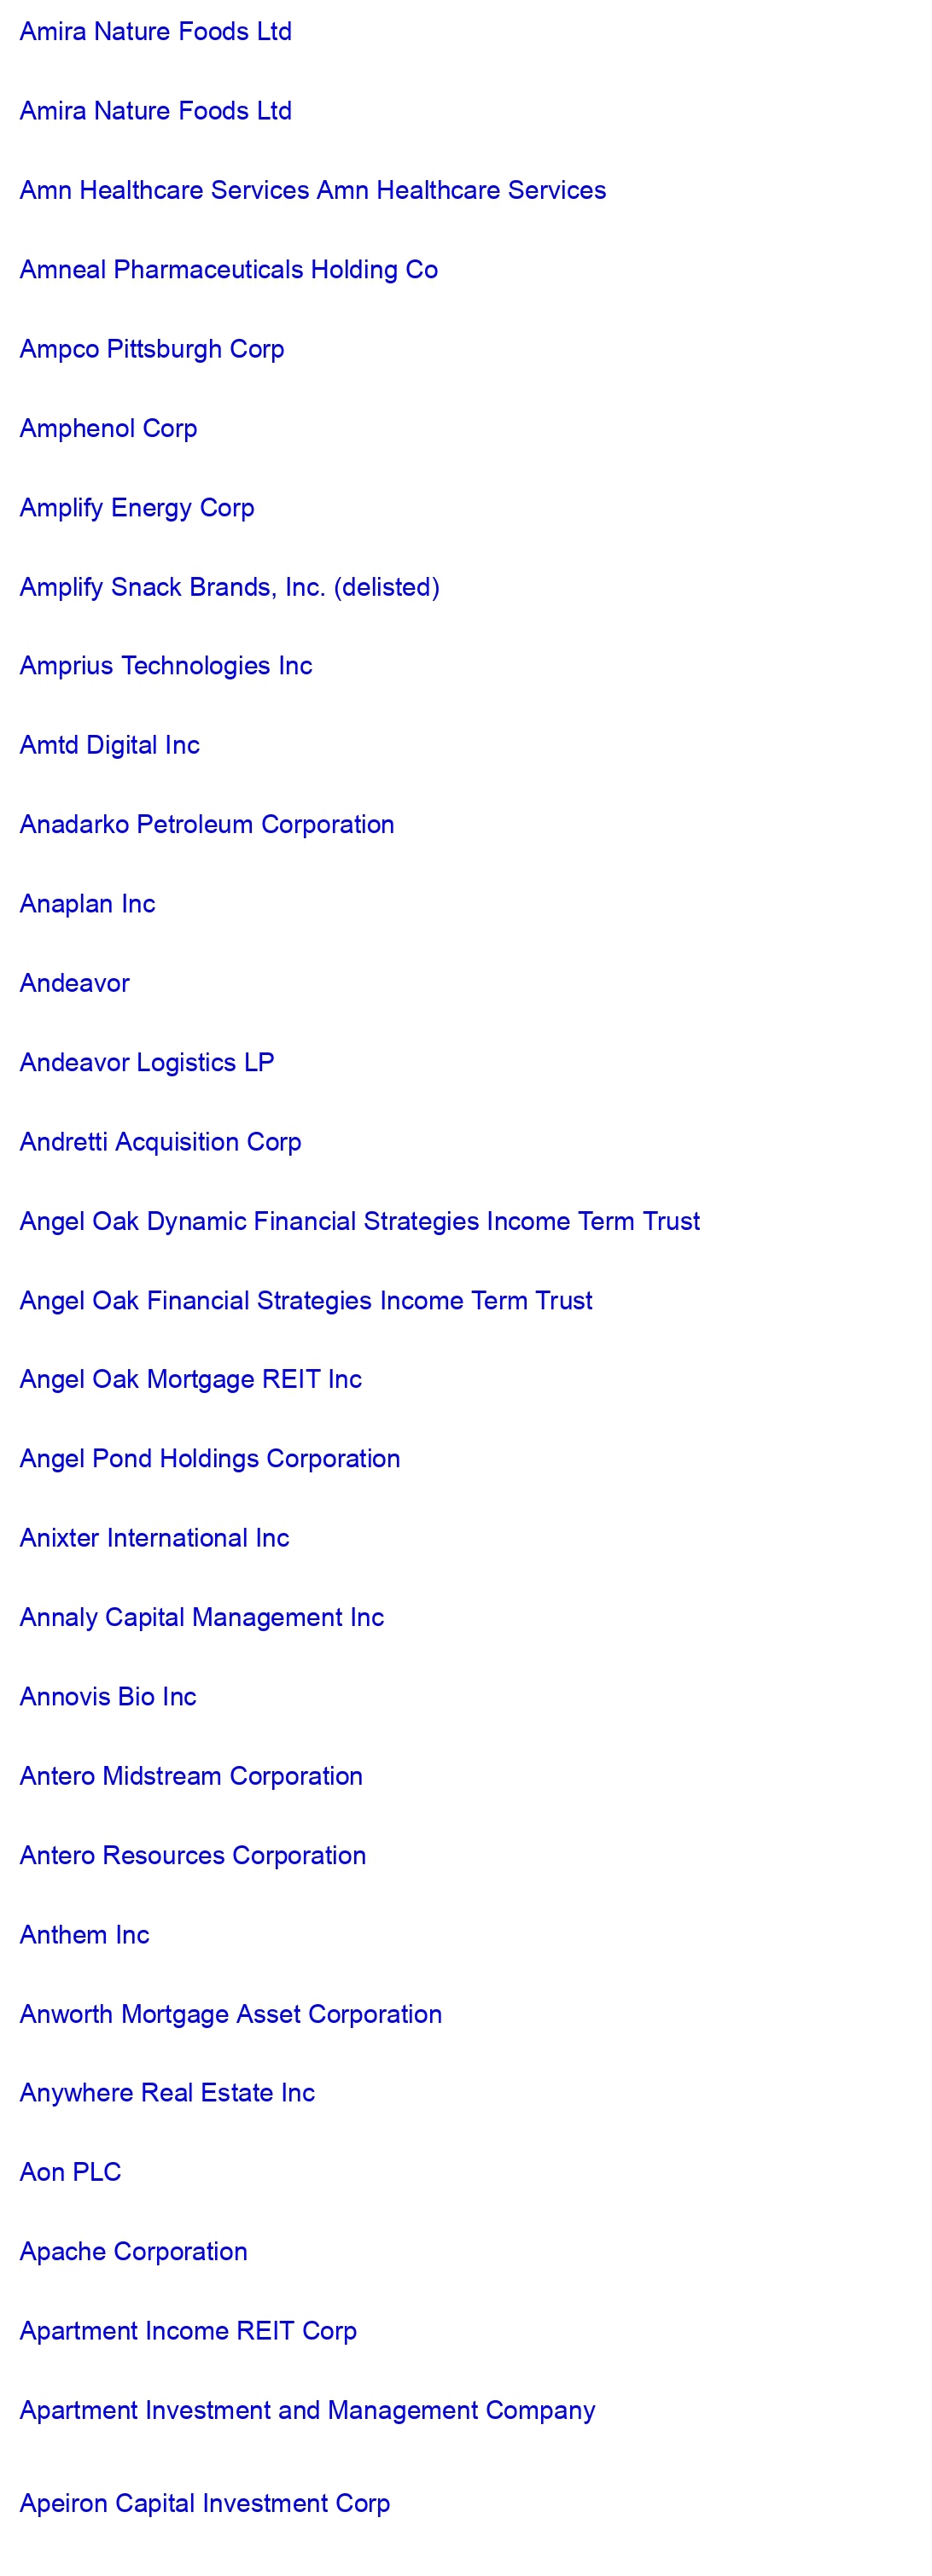 Amira Nature Foods Ltd
Amira Nature Foods Ltd
Amn Healthcare Services Amn Healthcare Services
Amneal Pharmaceuticals Holding Co
Ampco Pittsburgh Corp
Amphenol Corp
Amplify Energy Corp
Amplify Snack Brands, Inc. (delisted)
Amprius Technologies Inc
Amtd Digital Inc
Anadarko Petroleum Corporation
Anaplan Inc
Andeavor
Andeavor Logistics LP
Andretti Acquisition Corp
Angel Oak Dynamic Financial Strategies Income Term Trust
Angel Oak Financial Strategies Income Term Trust
Angel Oak Mortgage REIT Inc
Angel Pond Holdings Corporation
Anixter International Inc
Annaly Capital Management Inc
Annovis Bio Inc
Antero Midstream Corporation
Antero Resources Corporation
Anthem Inc
Anworth Mortgage Asset Corporation
Anywhere Real Estate Inc
Aon PLC
Apache Corporation
Apartment Income REIT Corp
Apartment Investment and Management Company
Apeiron Capital Investment Corp